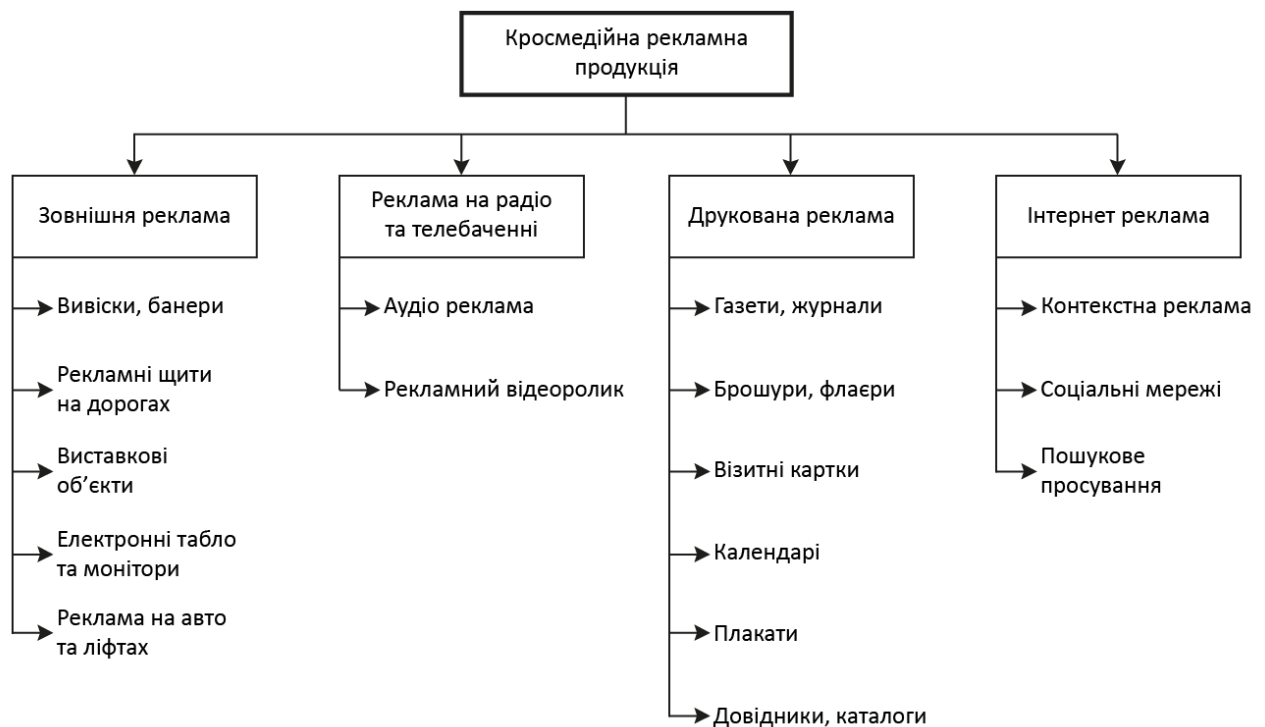 Кросмедійна рекламна
продукція
Зовнішня реклама
Вивіски, банери
Рекламні щити
на дорогах
Виставкові
об’єкти
Електронні табло
та монітори
Реклама на авто
та ліфтах
Реклама на радіо
та телебаченні
Аудіо реклама
Рекламний відеоролик
Друкована реклама
Газети, журнали
Брошури, флаєри
Візитні картки
Календарі
Плакати
Довідники, каталоги
Інтернет реклама
Контекстна реклама
Соціальні мережі
Пошукове
просування